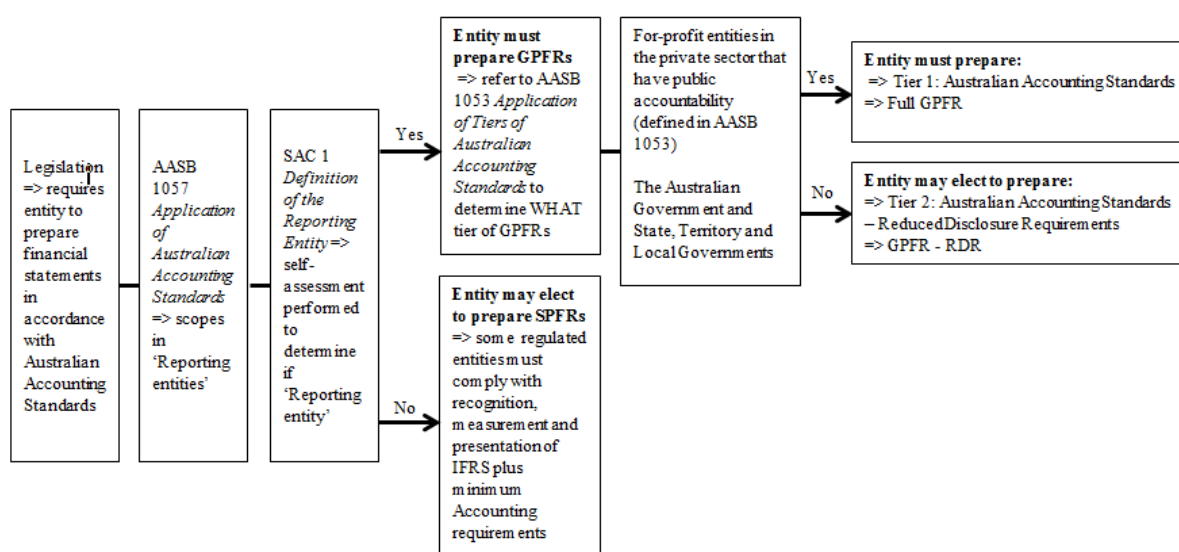 Legislation
=> requires
entity to
prepare
financial
statements
in
accordance
with
Australian
Accounting
Standards
AASB
1057
Application
of
Australian
Accounting
Standards
=> scopes
in
‘Reporting
entities’
SAC 1
Definition
of the
Reporting
Entity =>
self-
assessment
performed
to
determine
if
‘Reporting
entity’
Yes
No
Entity must
prepare GPFRs
=> refer to AASB
1053 Application
of Tiers of
Australian
Accounting
Standards to
determine WHAT
tier of GPFRs
Entity may elect
to prepare SPFRs
=> some regulated
entities must
comply with
recognition,
measurement and
presentation of
IFRS plus
minimum
Accounting
requirements
For-profit entities in
the private sector that
have public
accountability
(defined in AASB
1053)
The Australian
Government and
State, Territory and
Local Governments
Yes
No
Entity must prepare:
=> Tier 1: Australian Accounting Standards
=> Full GPFR
Entity may elect to prepare:
=> Tier 2: Australian Accounting Standards
– Reduced Disclosure Requirements
=> GPFR - RDR